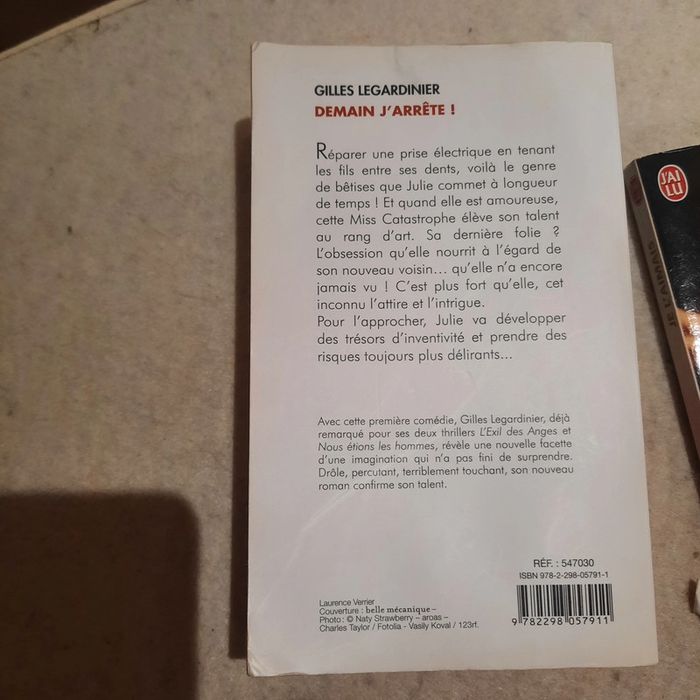 GILLES LEGARDINIER
DEMAIN J'ARRÊTE !
Réparer une prise électrique en tenant
les fils entre ses dents, voilà le genre
de bêtises que Julie commet à longueur
de temps ! Et quand elle est amoureuse,
cette Miss Catastrophe élève son talent
au rang d'art. Sa dernière folie ?
L'obsession qu'elle nourrit à l'égard de
son nouveau voisin... qu'elle n'a encore
jamais vu ! C'est plus fort qu'elle, cet
inconnu l'attire et l'intrigue.
Pour l'approcher, Julie va développer
des trésors d'inventivité et prendre des
risques toujours plus délirants...
Avec cette première comédie, Gilles Legardinier, déjà
remarqué pour ses deux thrillers L'Exil des Anges et
Nous étions les hommes, révèle une nouvelle facette
d'une imagination qui n'a pas fini de surprendre.
Drôle, percutant, terriblement touchant, son nouveau
roman confirme son talent.
RÉF. : 547030
ISBN 978-2-298-05791-1
9 782298 057911
Laurence Verrier
Couverture : belle mécanique –
Photo : © Naty Strawberry – aroas –
Charles Taylor / Fotolia - Vasily Koval / 123rf.
J'AI
LU
JE L'AIMAIS